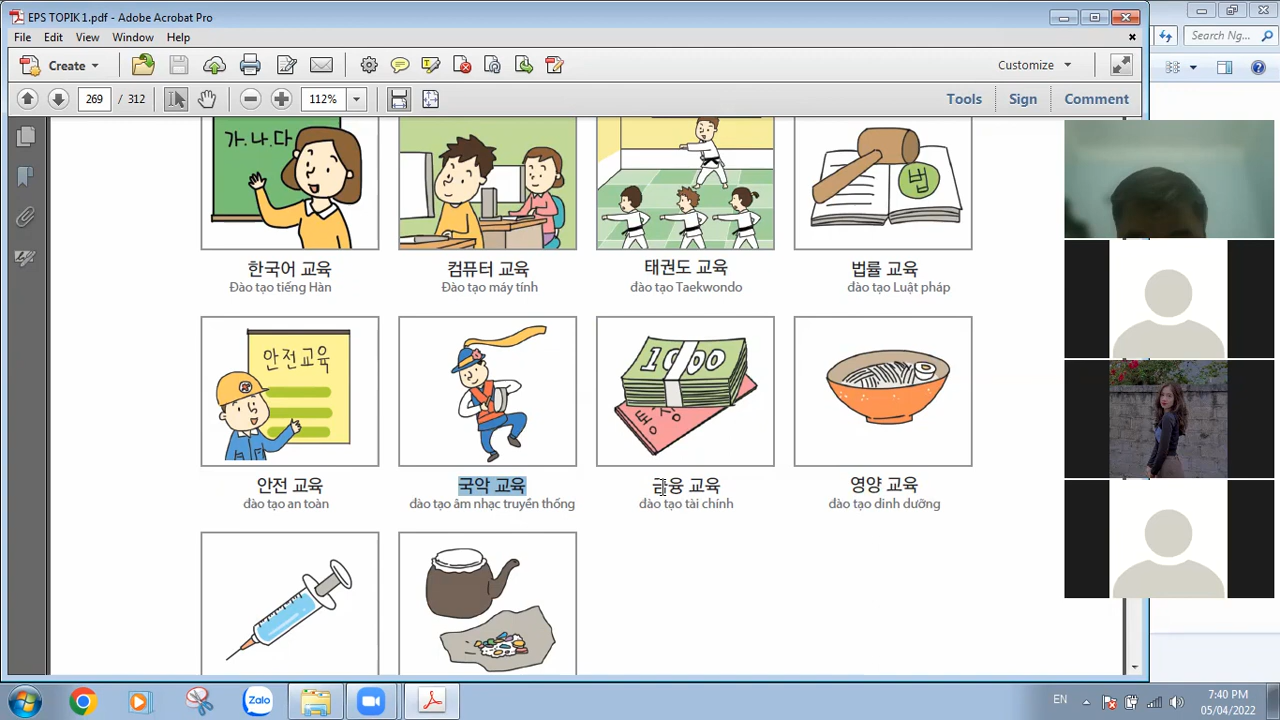 EPS TOPIK 1.pdf - Adobe Acrobat Pro
File Edit View Window Help
Create
Customize
269 / 312
112%
Tools Sign Comment
Search Ng...
가.나.다
법
한국어 교육 컴퓨터 교육 태권도 교육 법률 교육
Đào tạo tiếng Hàn Đào tạo máy tính đào tạo Taekwondo đào tạo Luật pháp
안전교육
1000
통장
안전 교육 국악 교육 금융 교육 영양 교육
đào tạo an toàn đào tạo âm nhạc truyền thống đào tạo tài chính đào tạo dinh dưỡng
Zalo
EN
7:40 PM
05/04/2022